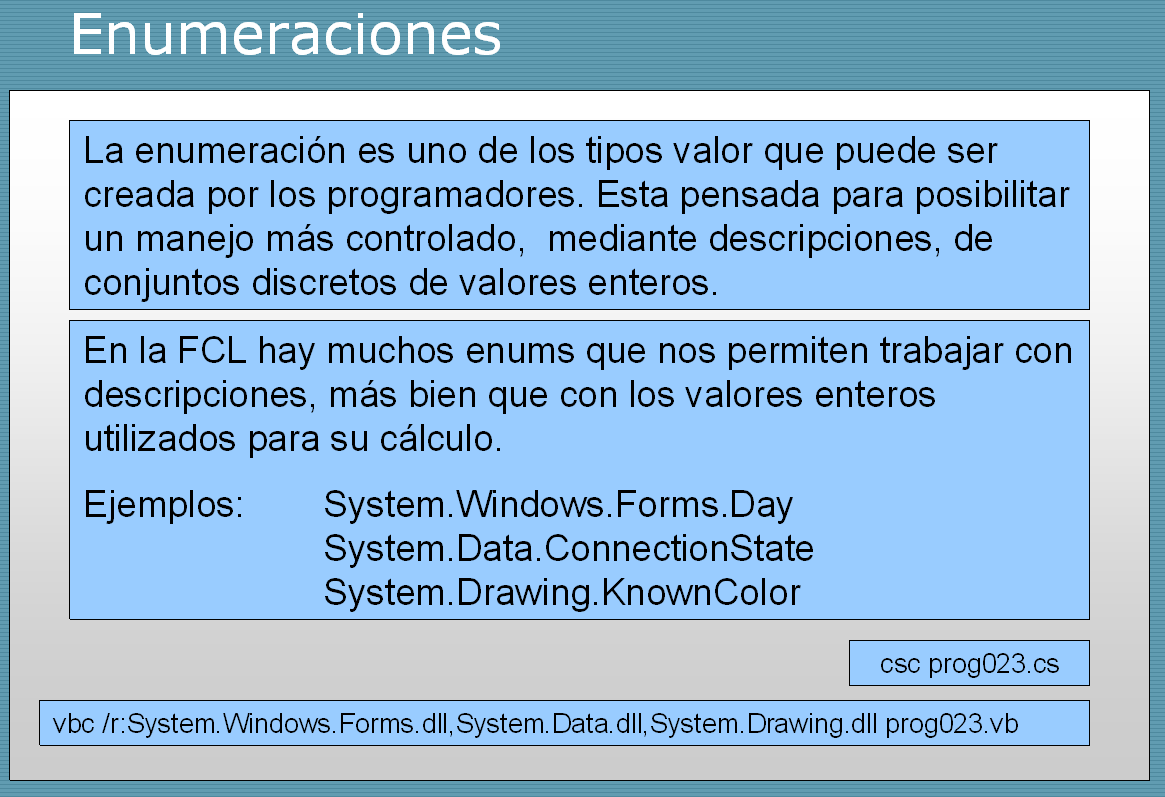 Enumeraciones
La enumeración es uno de los tipos valor que puede ser
creada por los programadores. Esta pensada para posibilitar
un manejo más controlado,  mediante descripciones, de
conjuntos discretos de valores enteros.
En la FCL hay muchos enums que nos permiten trabajar con
descripciones, más bien que con los valores enteros
utilizados para su cálculo.
Ejemplos: System.Windows.Forms.Day
System.Data.ConnectionState
System.Drawing.KnownColor
csc prog023.cs
vbc /r:System.Windows.Forms.dll,System.Data.dll,System.Drawing.dll prog023.vb